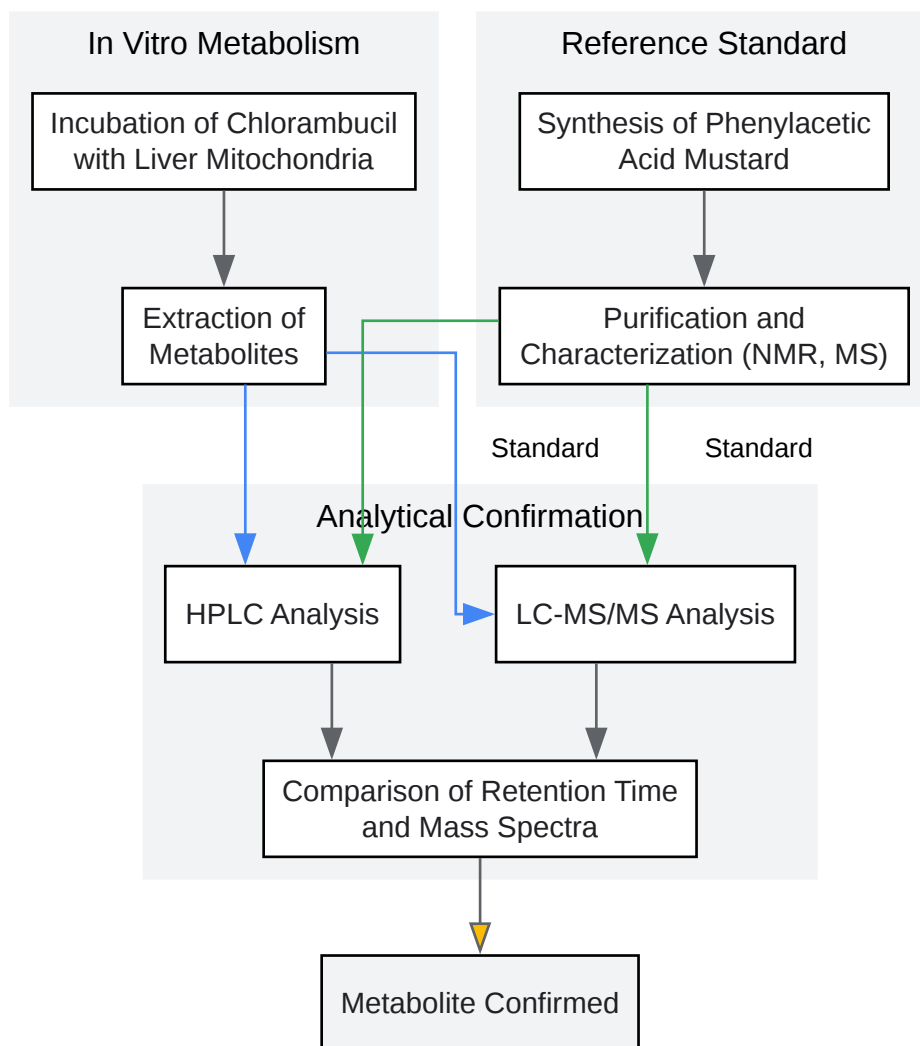 In Vitro Metabolism
Reference Standard
Incubation of Chlorambucil
with Liver Mitochondria
Synthesis of Phenylacetic
Acid Mustard
Extraction of
Metabolites
Purification and
Characterization (NMR, MS)
Standard
Standard
Analytical Confirmation
HPLC Analysis
LC-MS/MS Analysis
Comparison of Retention Time
and Mass Spectra
Metabolite Confirmed